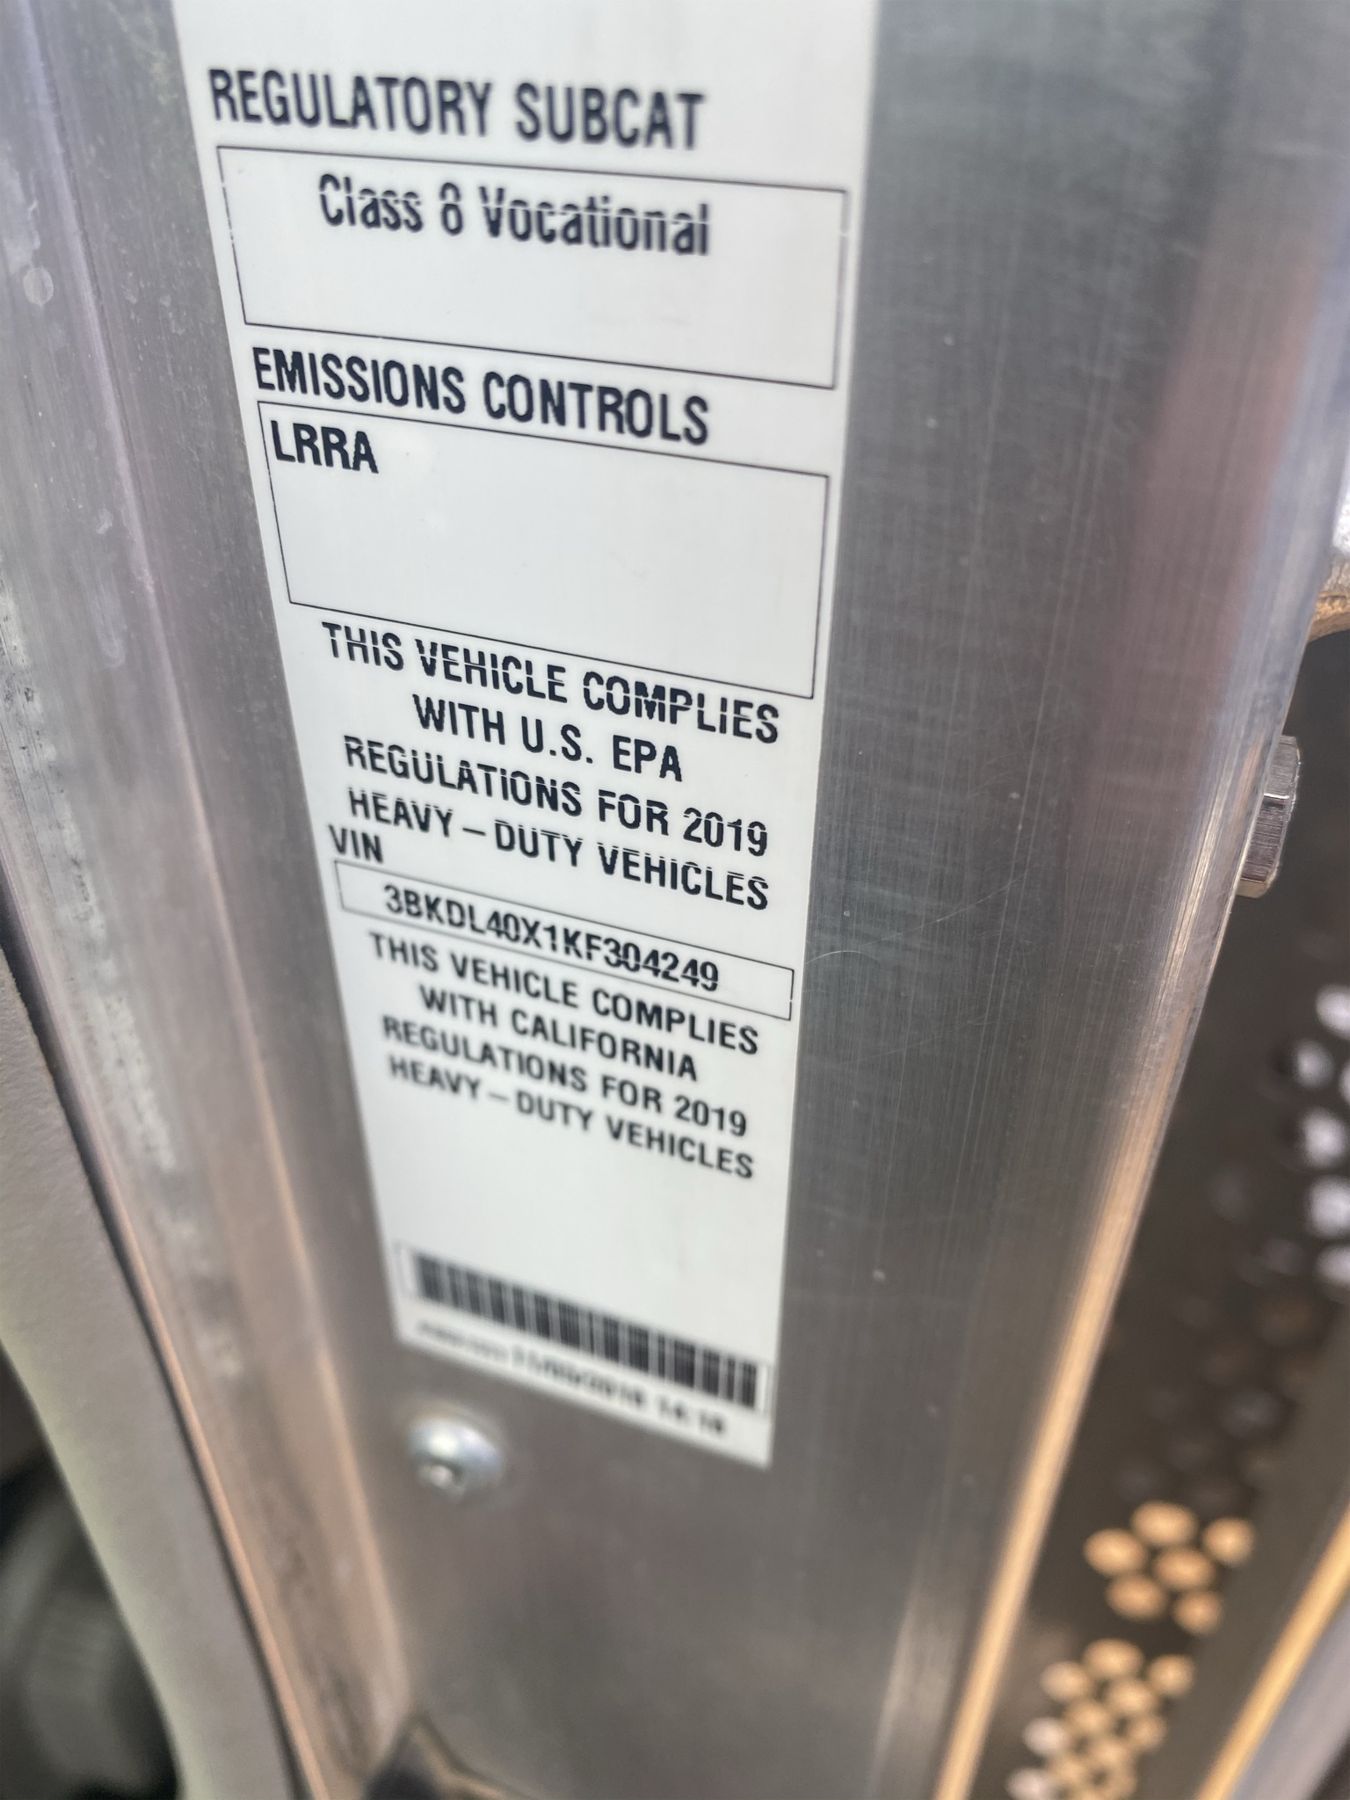 REGULATORY SUBCAT
Class 8 Vocational
EMISSIONS CONTROLS
LRRA
THIS VEHICLE COMPLIES
WITH U.S. EPA
REGULATIONS FOR 2019
HEAVY-DUTY VEHICLES
VIN
3BKDL40X1KF304249
THIS VEHICLE COMPLIES
WITH CALIFORNIA
REGULATIONS FOR 2019
HEAVY-DUTY VEHICLES